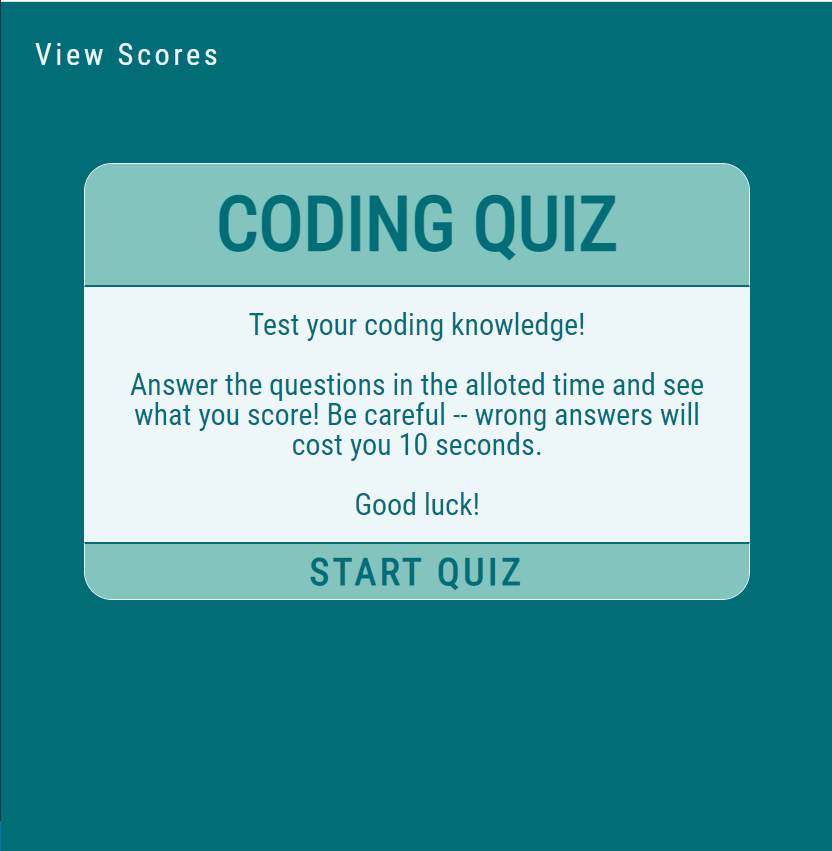 View Scores
CODING QUIZ
Test your coding knowledge!
Answer the questions in the alloted time and see
what you score! Be careful -- wrong answers will
cost you 10 seconds.
Good luck!
START QUIZ